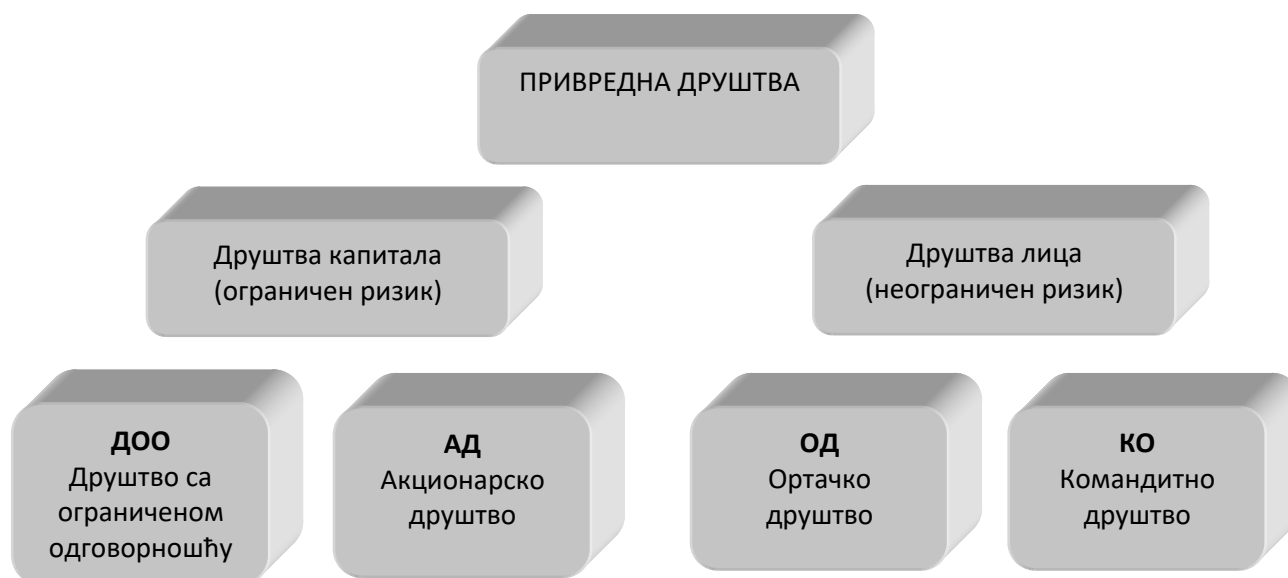 ПРИВРЕДНА ДРУШТВА
Друштва капитала
(ограничен ризик)
Друштва лица
(неограничен ризик)
ДОО
Друштво са
ограниченом
одговорношћу
АД
Акционарско
друштво
ОД
Ортачко
друштво
КО
Командитно
друштво